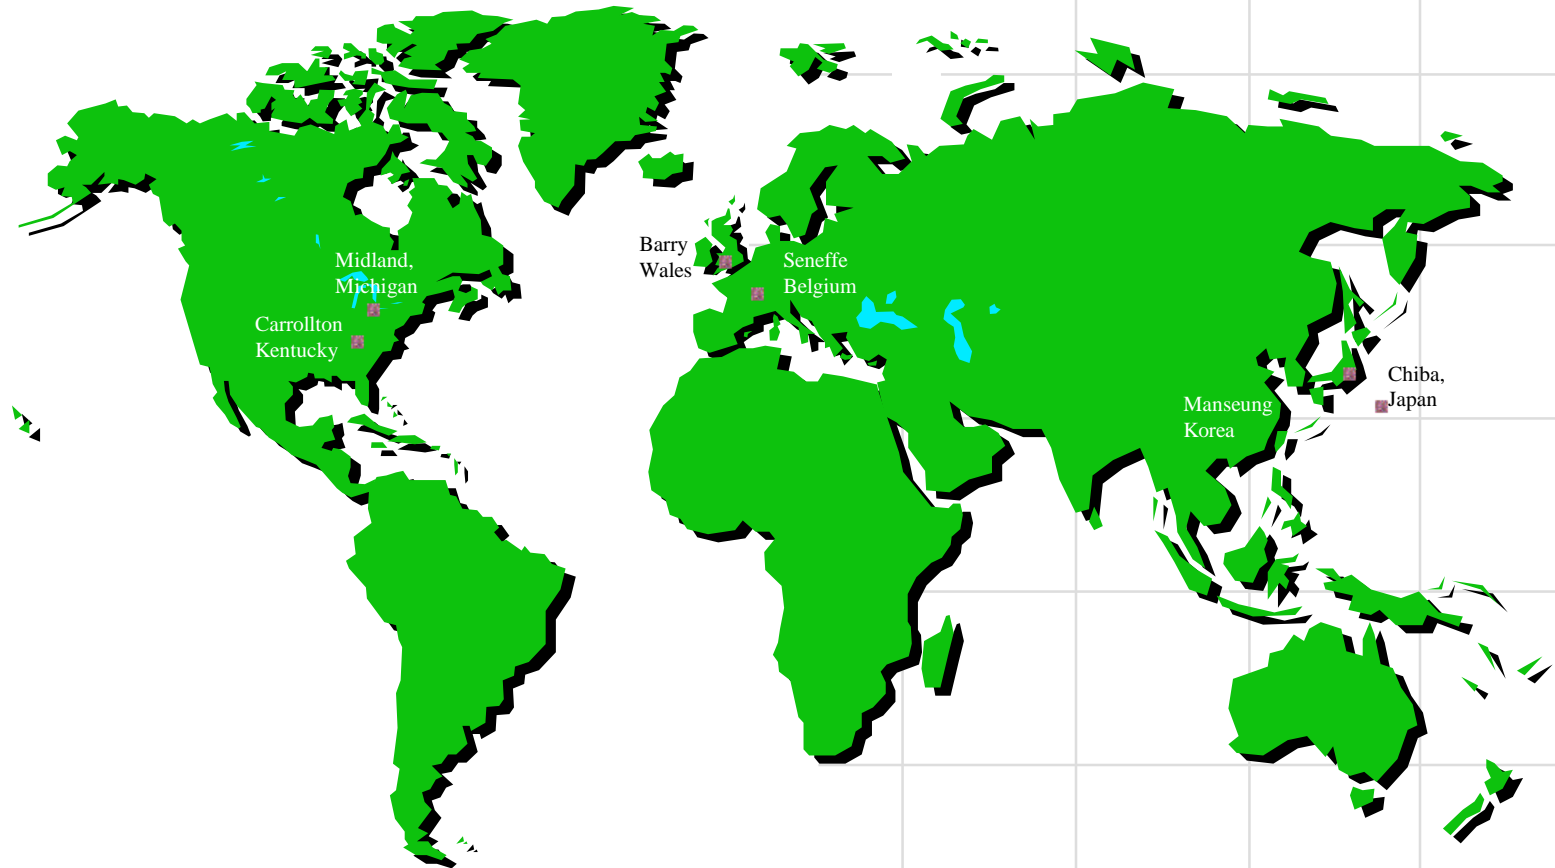 Barry
Wales
Seneffe
Belgium
Midland,
Michigan
Carrollton
Kentucky
Chiba,
Japan
Manseung
Korea